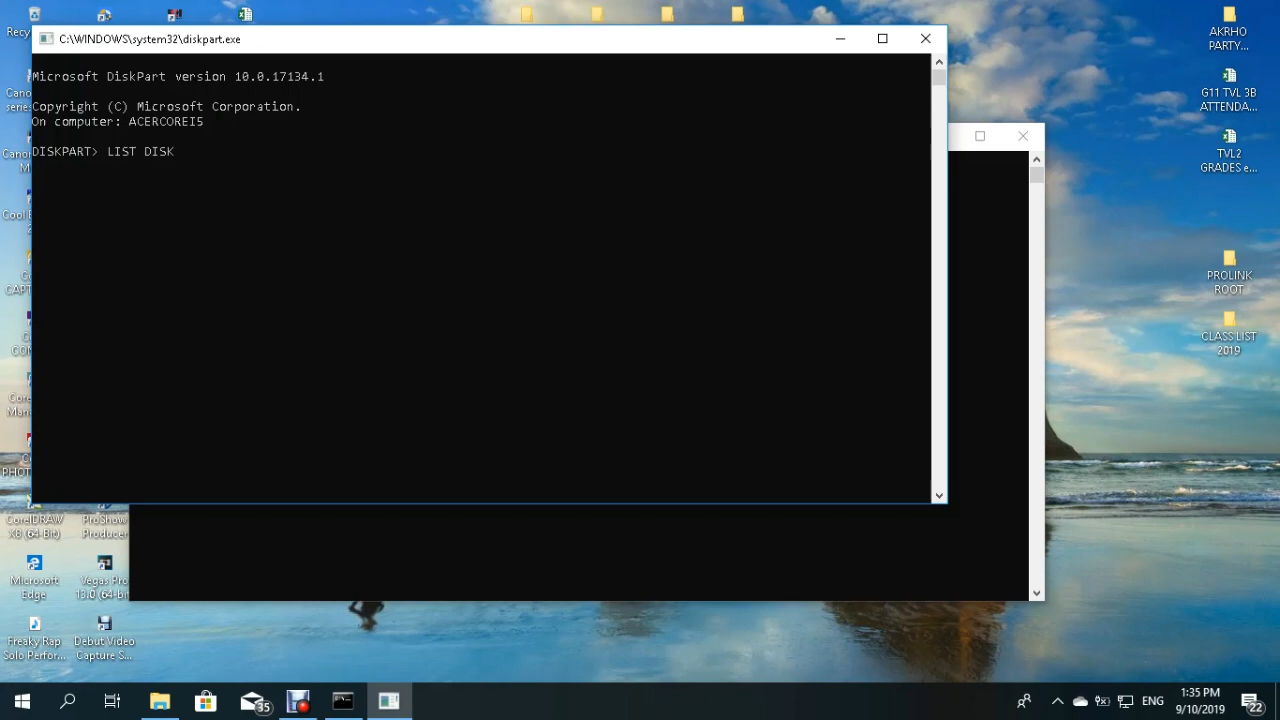 C:\WINDOWS\system32\diskpart.exe
Microsoft DiskPart version 10.0.17134.1
Copyright (C) Microsoft Corporation.
On computer: ACERCOREI5
DISKPART> LIST DISK
AKRHO
PARTY...
G11 TVL 3B
ATTENDA...
TVL2
GRADES e...
PROLINK
ROOT
CLASS LIST
2019
CorelDRAW
X8 (64-Bit)
ProShow
Producer
Microsoft
Edge
Vegas Pro
13.0 (64-bit
Freaky Rap
Solo Perfor...
Debut Video
Capture S...
35
ENG
1:35 PM
9/10/2019
22